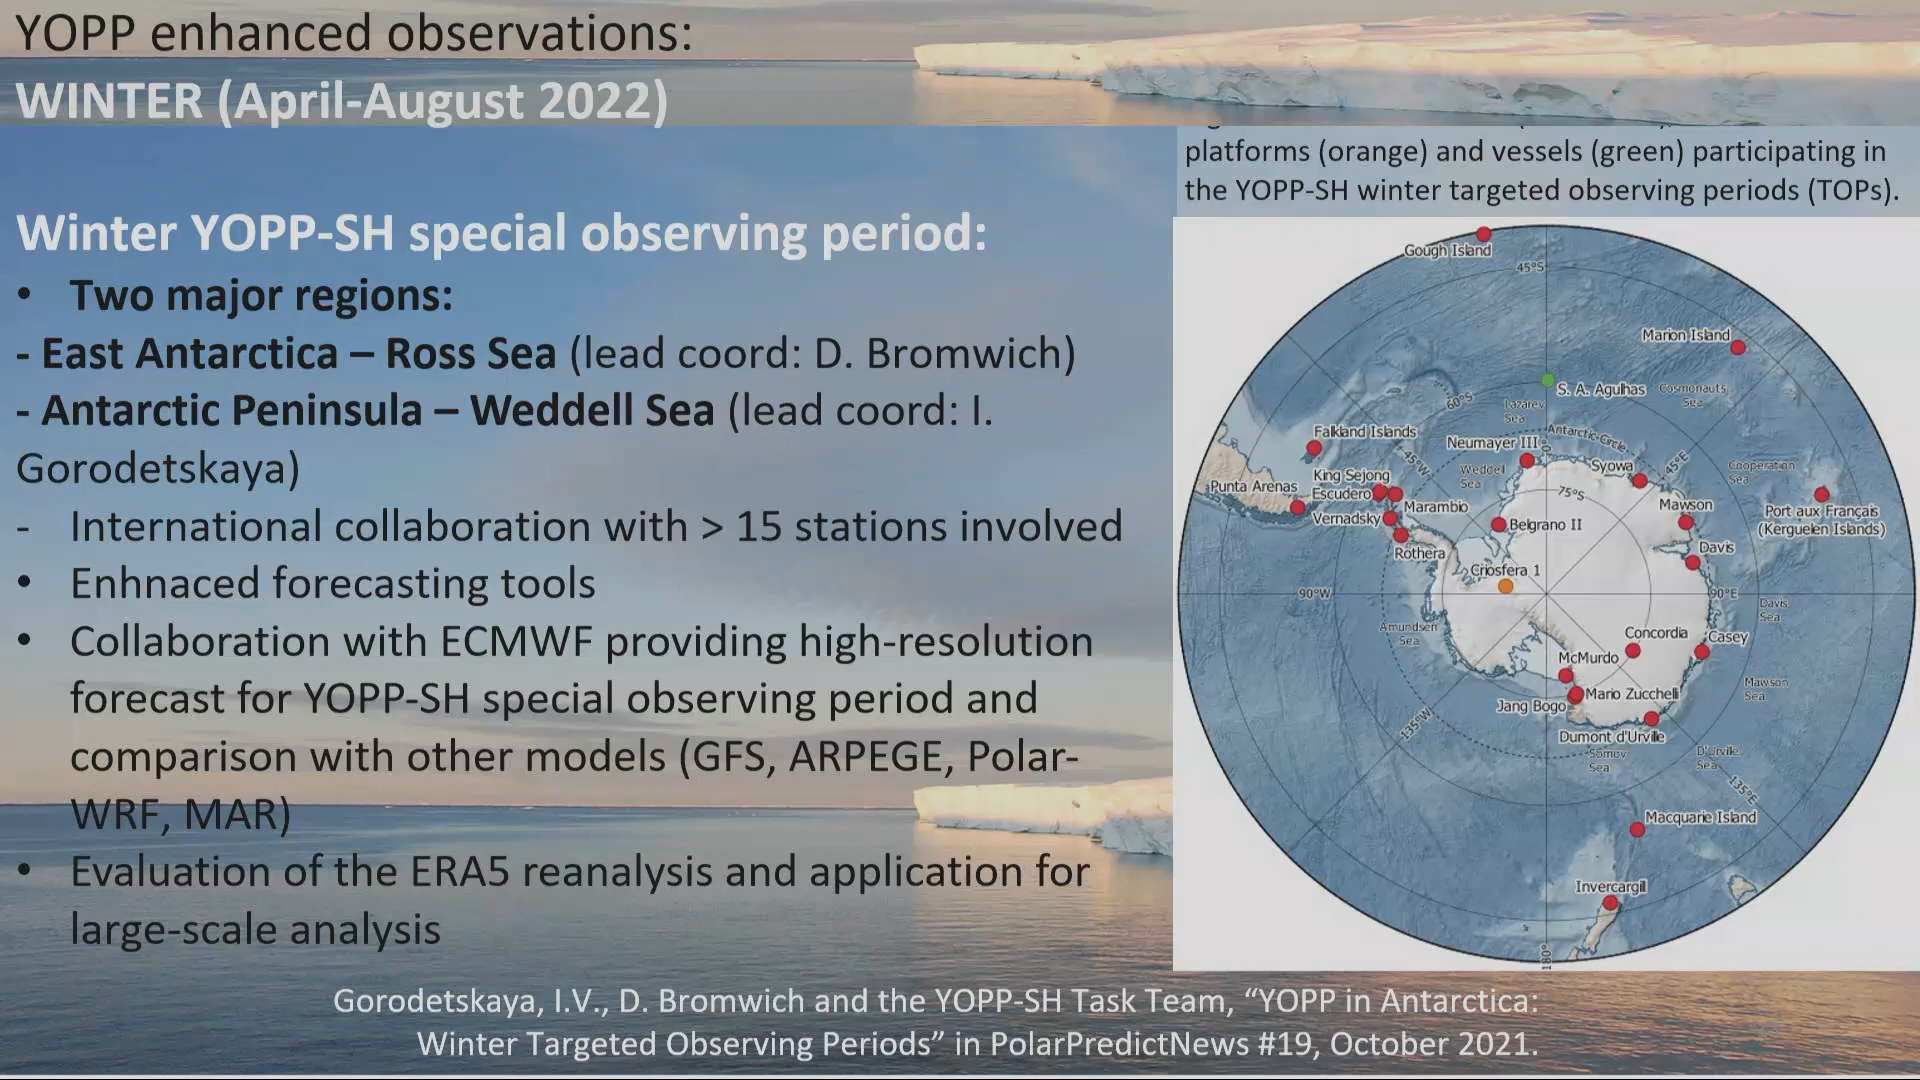 YOPP enhanced observations:
WINTER (April-August 2022)
platforms (orange) and vessels (green) participating in
the YOPP-SH winter targeted observing periods (TOPs).
Winter YOPP-SH special observing period:
• Two major regions:
- East Antarctica – Ross Sea (lead coord: D. Bromwich)
- Antarctic Peninsula – Weddell Sea (lead coord: I.
Gorodetskaya)
- International collaboration with > 15 stations involved
• Enhnaced forecasting tools
• Collaboration with ECMWF providing high-resolution
forecast for YOPP-SH special observing period and
comparison with other models (GFS, ARPEGE, Polar-
WRF, MAR)
• Evaluation of the ERA5 reanalysis and application for
large-scale analysis
Gough Island
45°S
Marion Island
S. A. Agulhas
Cosmonauts
Sea
60°S
Lazarev
Sea
Falkland Islands
Antarctic Circle
Neumayer III
0°
45°W
Weddell
Sea
Syowa
45°E
Cooperation
Sea
King Sejong
Punta Arenas
Escudero
75°S
Marambio
Mawson
Port aux Français
(Kerguelen Islands)
Vernadsky
Belgrano II
Rothera
Davis
Criosfera 1
90°W
90°E
Davis
Sea
Amundsen
Sea
Concordia
Casey
McMurdo
Mawson
Sea
Mario Zucchelli
Jang Bogo
135°W
Dumont d'Urville
Somov
Sea
D'Urville
Sea
135°E
Macquarie Island
Invercargill
180°
Gorodetskaya, I.V., D. Bromwich and the YOPP-SH Task Team, “YOPP in Antarctica:
Winter Targeted Observing Periods” in PolarPredictNews #19, October 2021.